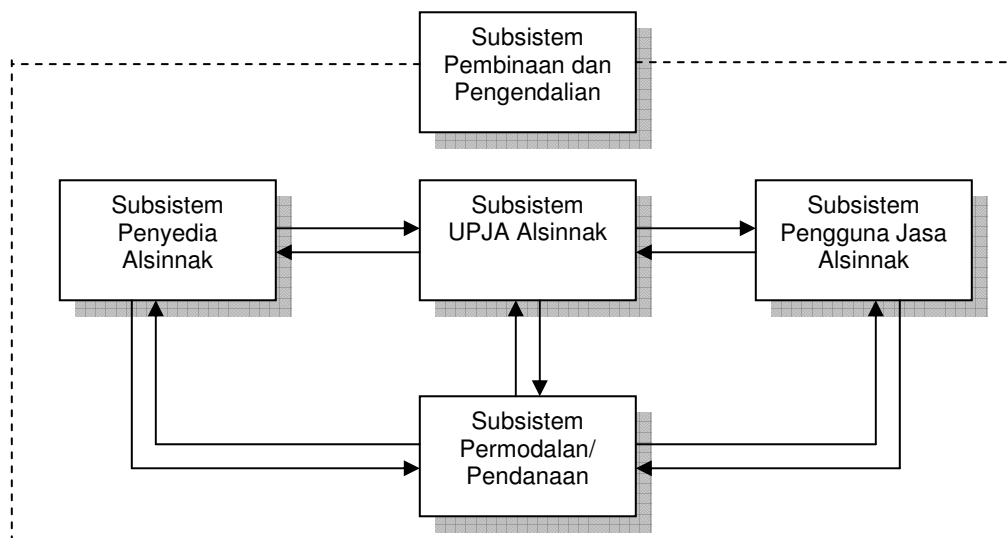 Subsistem
Pembinaan dan
Pengendalian
Subsistem
Penyedia
Alsinnak
Subsistem
UPJA Alsinnak
Subsistem
Pengguna Jasa
Alsinnak
Subsistem
Permodalan/
Pendanaan